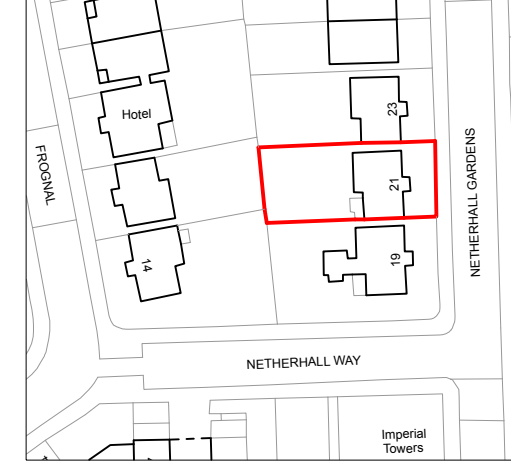 Hotel
23
FROGNAL
NETHERHALL GARDENS
21
14
19
NETHERHALL WAY
Imperial
Towers